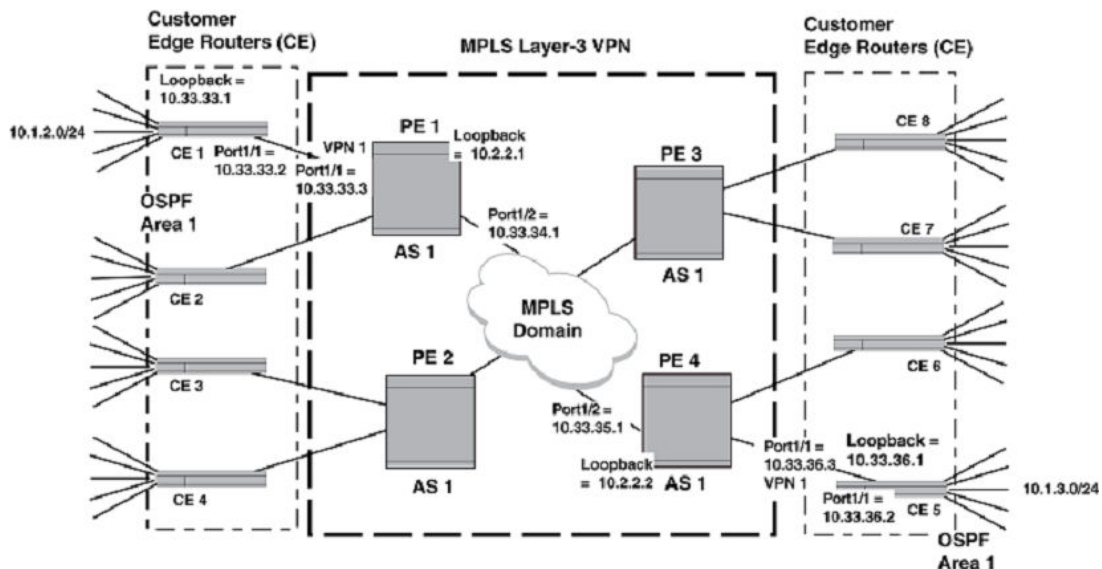 Customer
Edge Routers (CE)
Loopback =
10.33.33.1
10.1.2.0/24
CE 1
Port1/1 =
10.33.33.2
OSPF
Area 1
CE 2
CE 3
CE 4
MPLS Layer-3 VPN
PE 1
VPN 1
Loopback
= 10.2.2.1
Port1/1 =
10.33.33.3
Port1/2 =
10.33.34.1
AS 1
PE 3
AS 1
MPLS
Domain
PE 2
AS 1
PE 4
Port1/2 =
10.33.35.1
Loopback
= 10.2.2.2
AS 1
Port1/1 =
10.33.36.3
VPN 1
Customer
Edge Routers (CE)
CE 8
CE 7
CE 6
Loopback =
10.33.36.1
Port1/1 =
10.33.36.2
CE 5
10.1.3.0/24
OSPF
Area 1